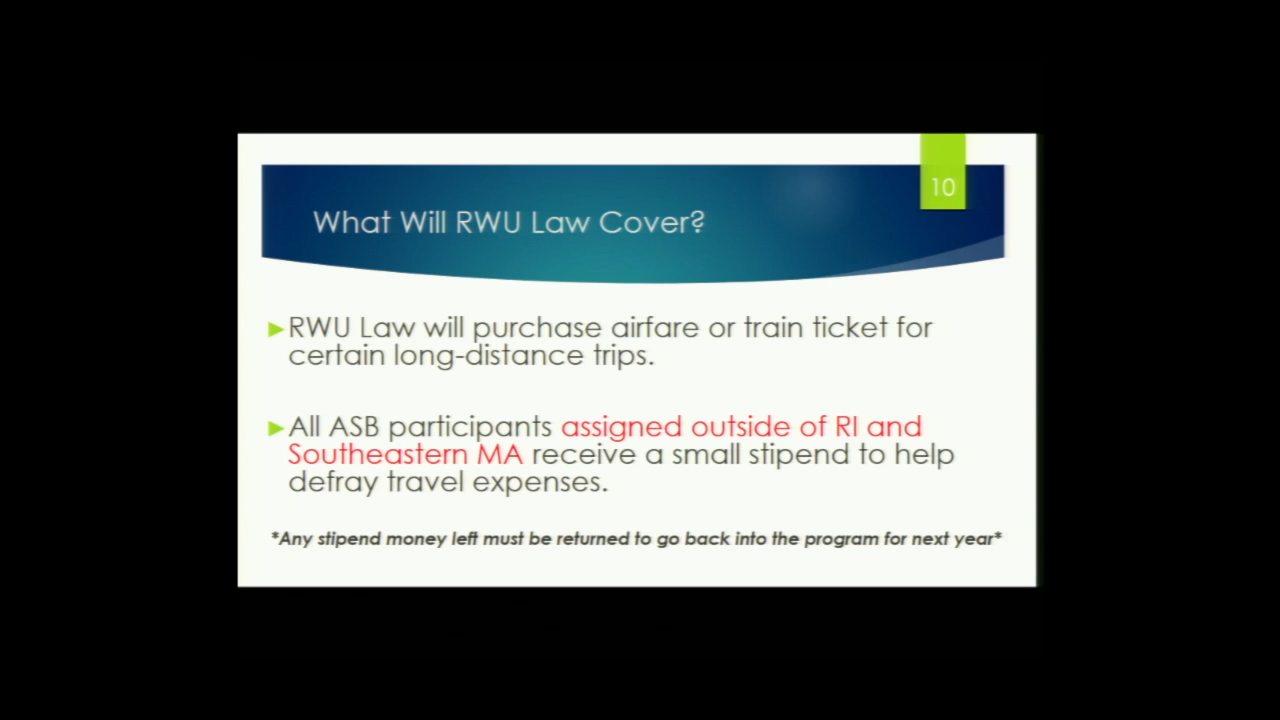 10
What Will RWU Law Cover?
RWU Law will purchase airfare or train ticket for
certain long-distance trips.
All ASB participants assigned outside of RI and
Southeastern MA receive a small stipend to help
defray travel expenses.
*Any stipend money left must be returned to go back into the program for next year*